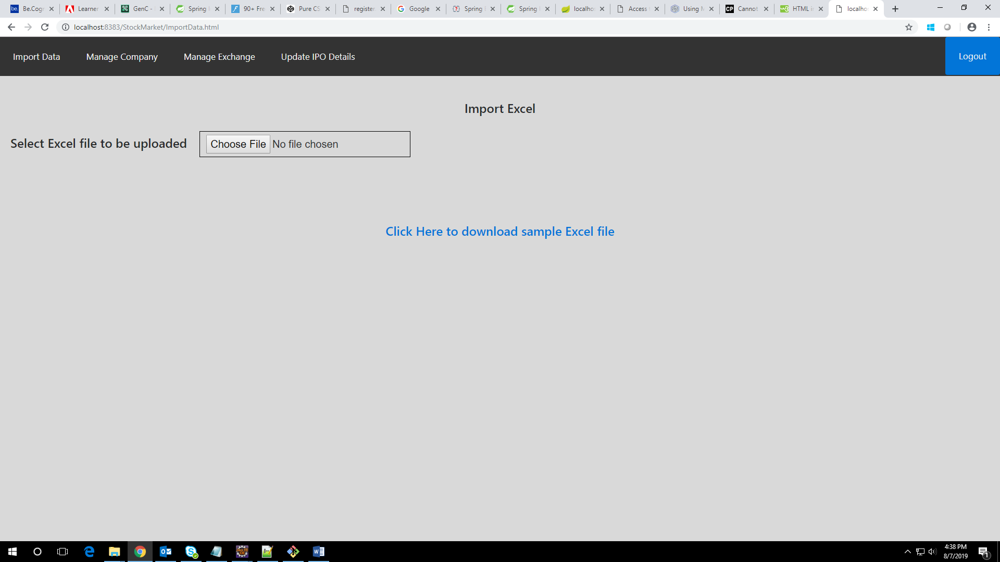 Be.Cog
Learner
GenC -
Spring
90+ Fre
Pure CS
register.
Google
Spring
Spring
localho
Access
Using
Cannot
HTML
localho
localhost:8383/StockMarket/ImportData.html
Import Data Manage Company Manage Exchange Update IPO Details Logout
Import Excel
Select Excel file to be uploaded Choose File No file chosen
Click Here to download sample Excel file
4:38 PM
8/7/2019